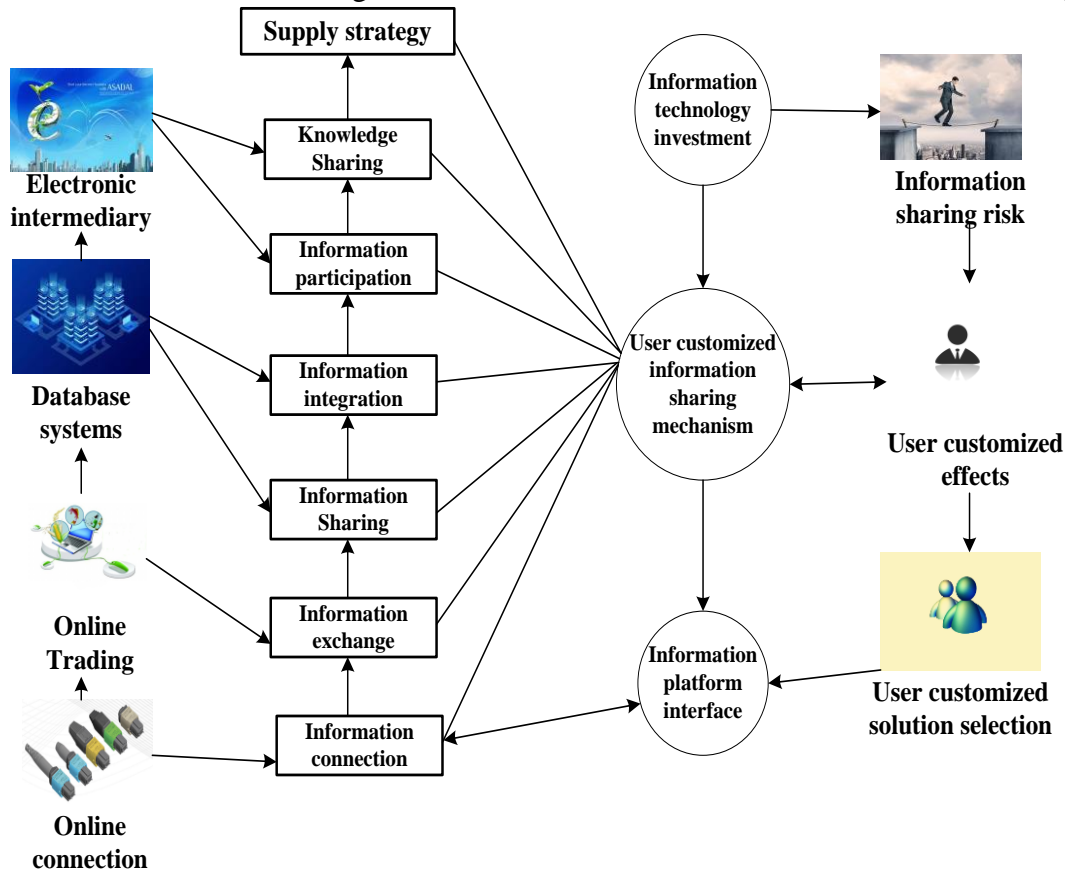 Supply strategy
Information
technology
investment
Knowledge
Sharing
Electronic
intermediary
Information
sharing risk
Information
participation
User customized
information
sharing
mechanism
Information
integration
Database
systems
User customized
effects
Information
Sharing
Online
Trading
Information
exchange
Information
platform
interface
User customized
solution selection
Information
connection
Online
connection